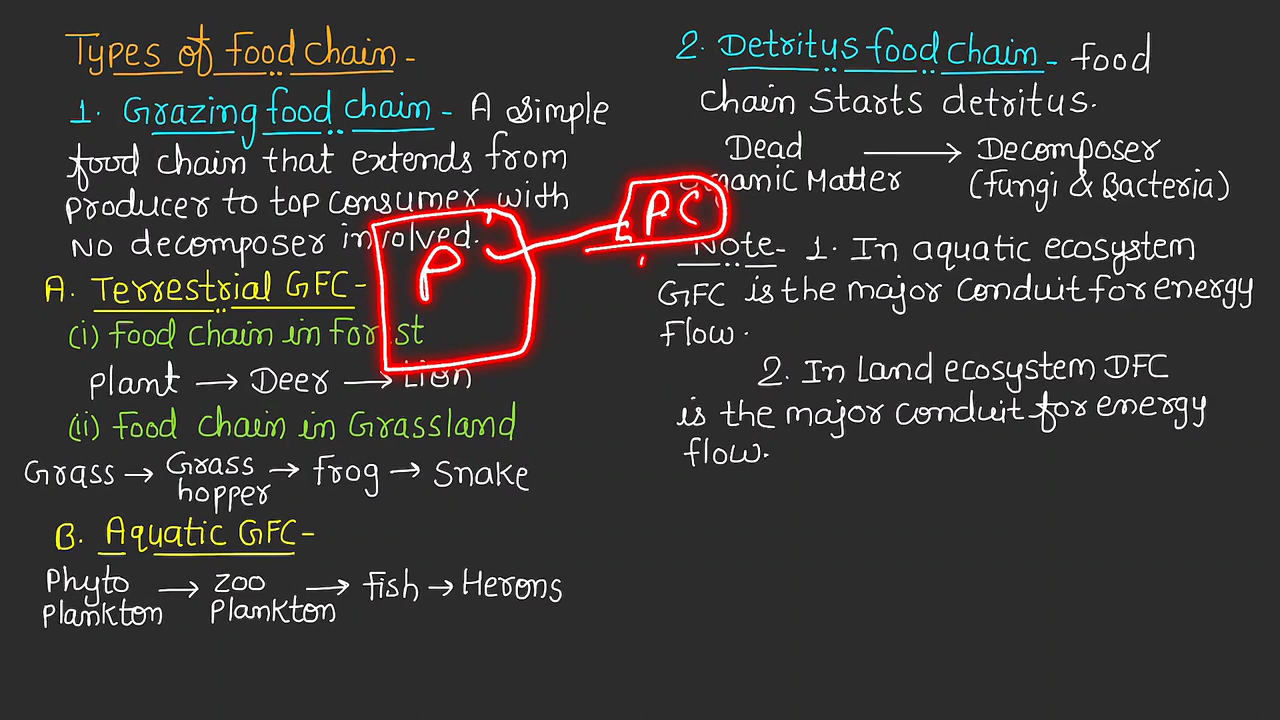 Types of Food chain -
1. Grazing food chain - A simple
food chain that extends from
producer to top consumer with
No decomposer involved.
A. Terrestrial GFC-
(i) Food chain in Forest
Plant → Deer → Lion
(ii) Food chain in Grassland
Grass → Grass hopper → Frog → Snake
B. Aquatic GFC-
Phyto Plankton → Zoo Plankton → Fish → Herons
P
P.C
2. Detritus food chain - Food
chain starts detritus.
Dead → Decomposer
Organic Matter (Fungi & Bacteria)
Note- 1. In aquatic ecosystem
GFC is the major conduit for energy
flow.
2. In Land ecosystem DFC
is the major conduit for energy
flow.